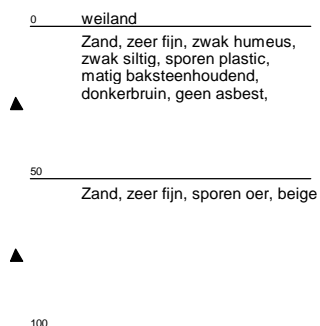 0 weiland
Zand, zeer fijn, zwak humeus,
zwak siltig, sporen plastic,
matig baksteenhoudend,
donkerbruin, geen asbest,
50
Zand, zeer fijn, sporen oer, beige
100